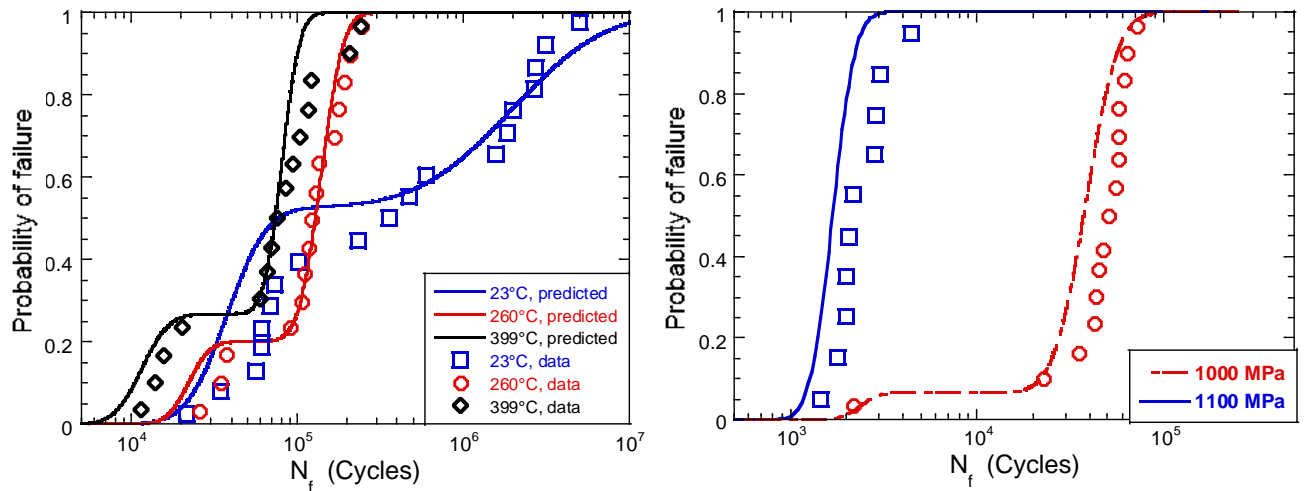 Probability of failure
1
0.8
0.6
0.4
0.2
0
10^4
10^5
10^6
10^7
N_f (Cycles)
23°C, predicted
260°C, predicted
399°C, predicted
23°C, data
260°C, data
399°C, data
Probability of failure
1
0.8
0.6
0.4
0.2
0
10^3
10^4
10^5
N_f (Cycles)
1000 MPa
1100 MPa